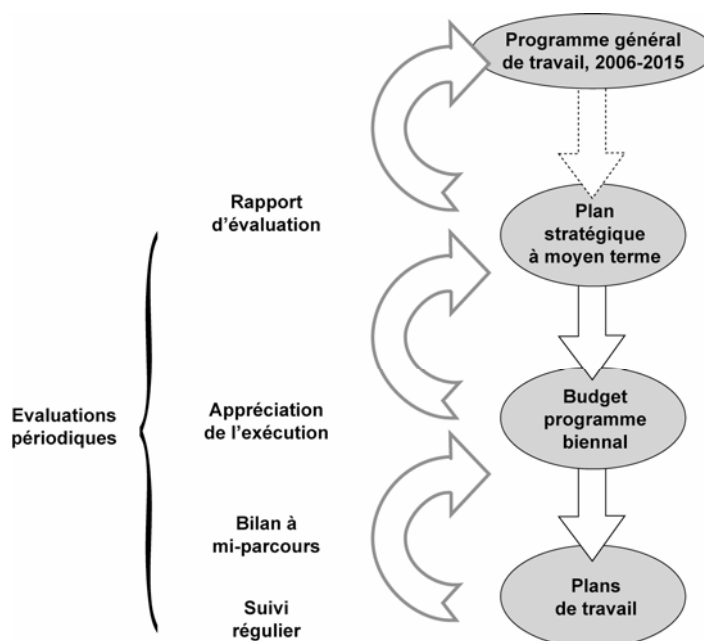 Programme général
de travail, 2006-2015
Rapport
d'évaluation
Plan
stratégique
à moyen terme
Evaluations
périodiques
Appréciation
de l'exécution
Budget
programme
biennal
Bilan à
mi-parcours
Plans
de travail
Suivi
régulier